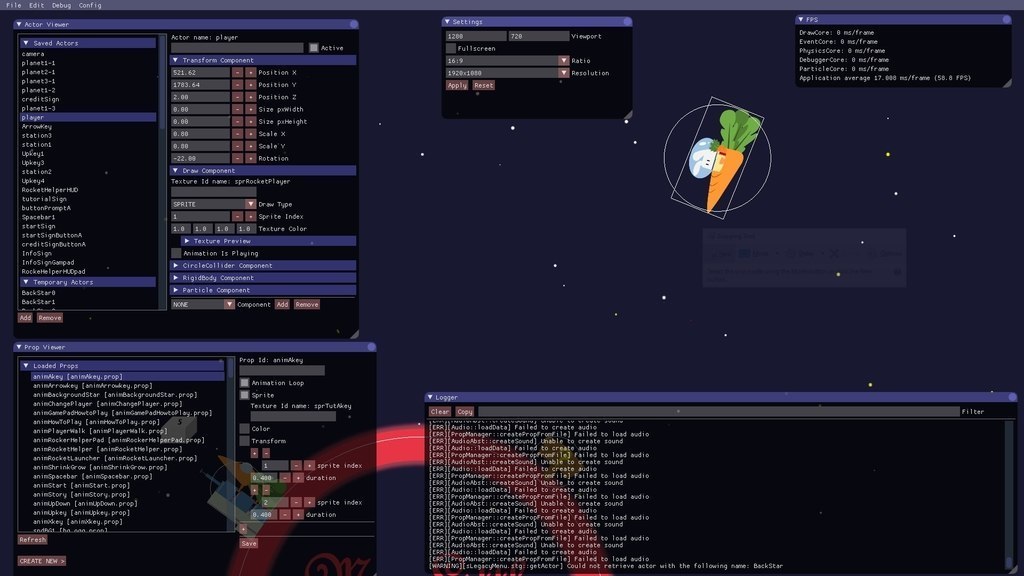 File Edit Debug Config
Actor Viewer
Saved Actors
camera
planet1-1
planet2-1
planet3-1
planet1-2
creditSign
planet1-3
player
ArrowKey
station3
station1
Upkey1
Upkey3
station2
Upkey4
RocketHelperHUD
tutorialSign
buttonPromptA
Spacebar1
startSign
startSignButtonA
creditSignButtonA
InfoSign
InfoSignGampad
RockeHelperHUDpad
Temporary Actors
BackStar0
BackStar1
Add Remove
Actor name: player
Active
Transform Component
521.62 - + Position X
1783.64 - + Position Y
2.00 - + Position Z
0.00 - + Size pxWidth
0.00 - + Size pxHeight
0.80 - + Scale X
0.80 - + Scale Y
-22.00 - + Rotation
Draw Component
Texture Id name: sprRocketPlayer
SPRITE Draw Type
1 - + Sprite Index
1.0 1.0 1.0 1.0 Texture Color
Texture Preview
Animation Is Playing
CircleCollider Component
RigidBody Component
Particle Component
NONE Component Add Remove
Settings
1280 720 Viewport
Fullscreen
16:9 Ratio
1920x1080 Resolution
Apply Reset
FPS
DrawCore: 0 ms/frame
EventCore: 0 ms/frame
PhysicsCore: 0 ms/frame
DebuggerCore: 0 ms/frame
ParticleCore: 0 ms/frame
Application average 17.008 ms/frame (58.8 FPS)
Prop Viewer
Loaded Props
animAkey [animAkey.prop]
animArrowkey [animArrowkey.prop]
animBackgroundStar [animBackgroundStar.prop]
animChangePlayer [animChangePlayer.prop]
animGamePadHowtoPlay [animGamePadHowtoPlay.prop]
animHowToPlay [animHowToPlay.prop]
animPlayerWalk [animPlayerWalk.prop]
animRockerHelperPad [animRockerHelperPad.prop]
animRocketHelper [animRocketHelper.prop]
animRocketLauncher [animRocketLauncher.prop]
animShrinkGrow [animShrinkGrow.prop]
animSpacebar [animSpacebar.prop]
animStart [animStart.prop]
animStory [animStory.prop]
animUpDown [animUpDown.prop]
animUpkey [animUpkey.prop]
animXkey [animXkey.prop]
Refresh
CREATE NEW >
Prop Id: animAkey
Animation Loop
Sprite
Texture Id name: sprTutAkey
Color
Transform
+ -
1 - + sprite index
0.400 - + duration
+ -
2 - + sprite index
0.400 - + duration
+
Save
Logger
Clear Copy Filter
[ERR][Audio::loadData] Failed to create audio
[ERR][PropManager::createPropFromFile] Failed to load audio
[ERR][AudioAbst::createSound] Unable to create sound
[ERR][Audio::loadData] Failed to create audio
[ERR][PropManager::createPropFromFile] Failed to load audio
[ERR][AudioAbst::createSound] Unable to create sound
[ERR][Audio::loadData] Failed to create audio
[ERR][PropManager::createPropFromFile] Failed to load audio
[ERR][AudioAbst::createSound] Unable to create sound
[ERR][Audio::loadData] Failed to create audio
[ERR][PropManager::createPropFromFile] Failed to load audio
[ERR][AudioAbst::createSound] Unable to create sound
[ERR][Audio::loadData] Failed to create audio
[ERR][PropManager::createPropFromFile] Failed to load audio
[ERR][AudioAbst::createSound] Unable to create sound
[ERR][Audio::loadData] Failed to create audio
[ERR][PropManager::createPropFromFile] Failed to load audio
[ERR][AudioAbst::createSound] Unable to create sound
[ERR][Audio::loadData] Failed to create audio
[ERR][PropManager::createPropFromFile] Failed to load audio
[WARNING][sLegacyMenu.cpp::getActor] Could not retrieve actor with the following name: BackStar